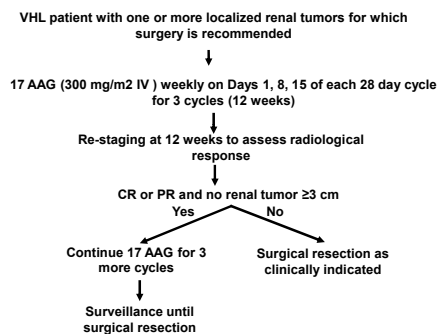 VHL patient with one or more localized renal tumors for which
surgery is recommended
17 AAG (300 mg/m2 IV ) weekly on Days 1, 8, 15 of each 28 day cycle
for 3 cycles (12 weeks)
Re-staging at 12 weeks to assess radiological
response
CR or PR and no renal tumor ≥3 cm
Yes
No
Continue 17 AAG for 3
more cycles
Surgical resection as
clinically indicated
Surveillance until
surgical resection